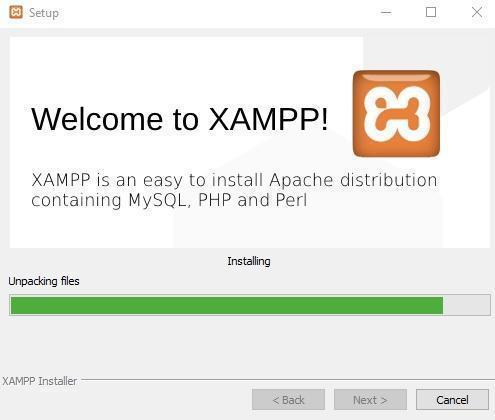 Setup
Welcome to XAMPP!
XAMPP is an easy to install Apache distribution
containing MySQL, PHP and Perl
Installing
Unpacking files
XAMPP Installer
< Back
Next >
Cancel